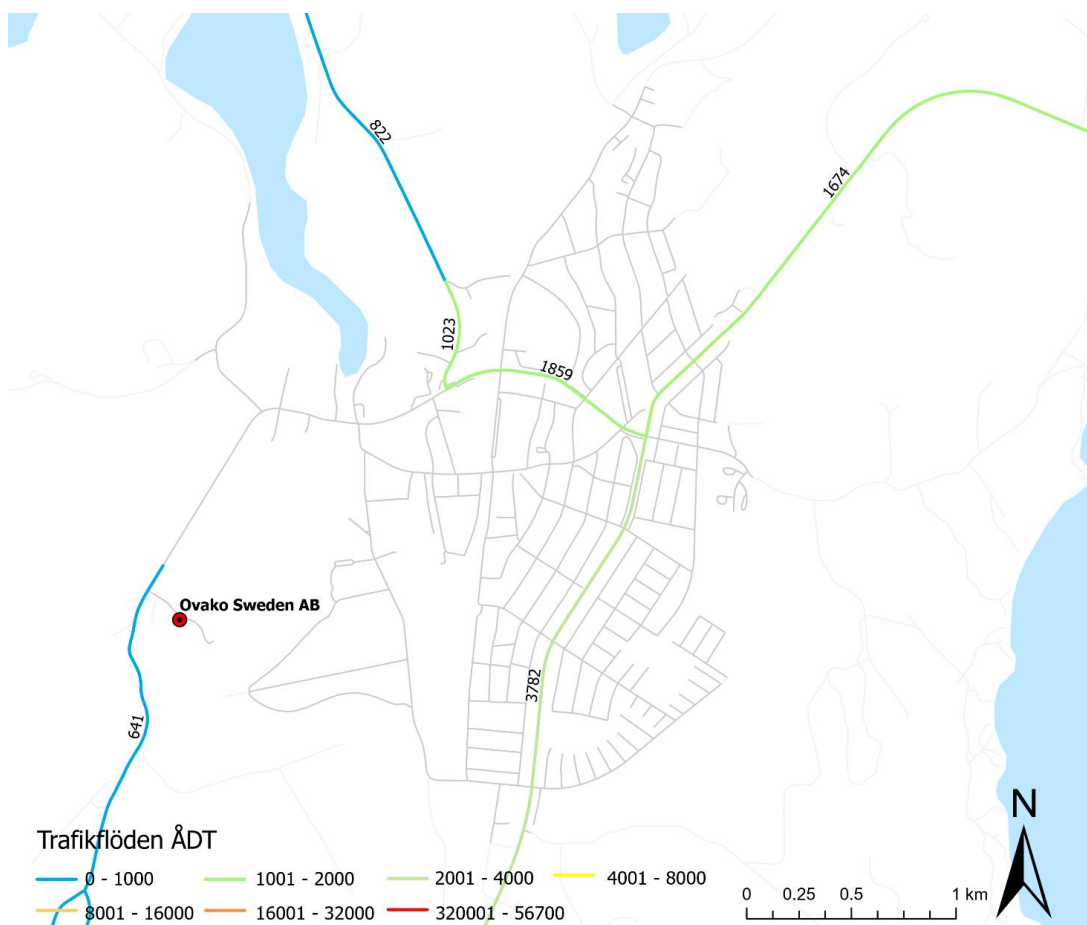 822
1674
1023
1859
Ovako Sweden AB
3782
641
N
Trafikflöden ÅDT
0 - 1000
1001 - 2000
2001 - 4000
4001 - 8000
8001 - 16000
16001 - 32000
320001 - 56700
0 0.25 0.5 1 km